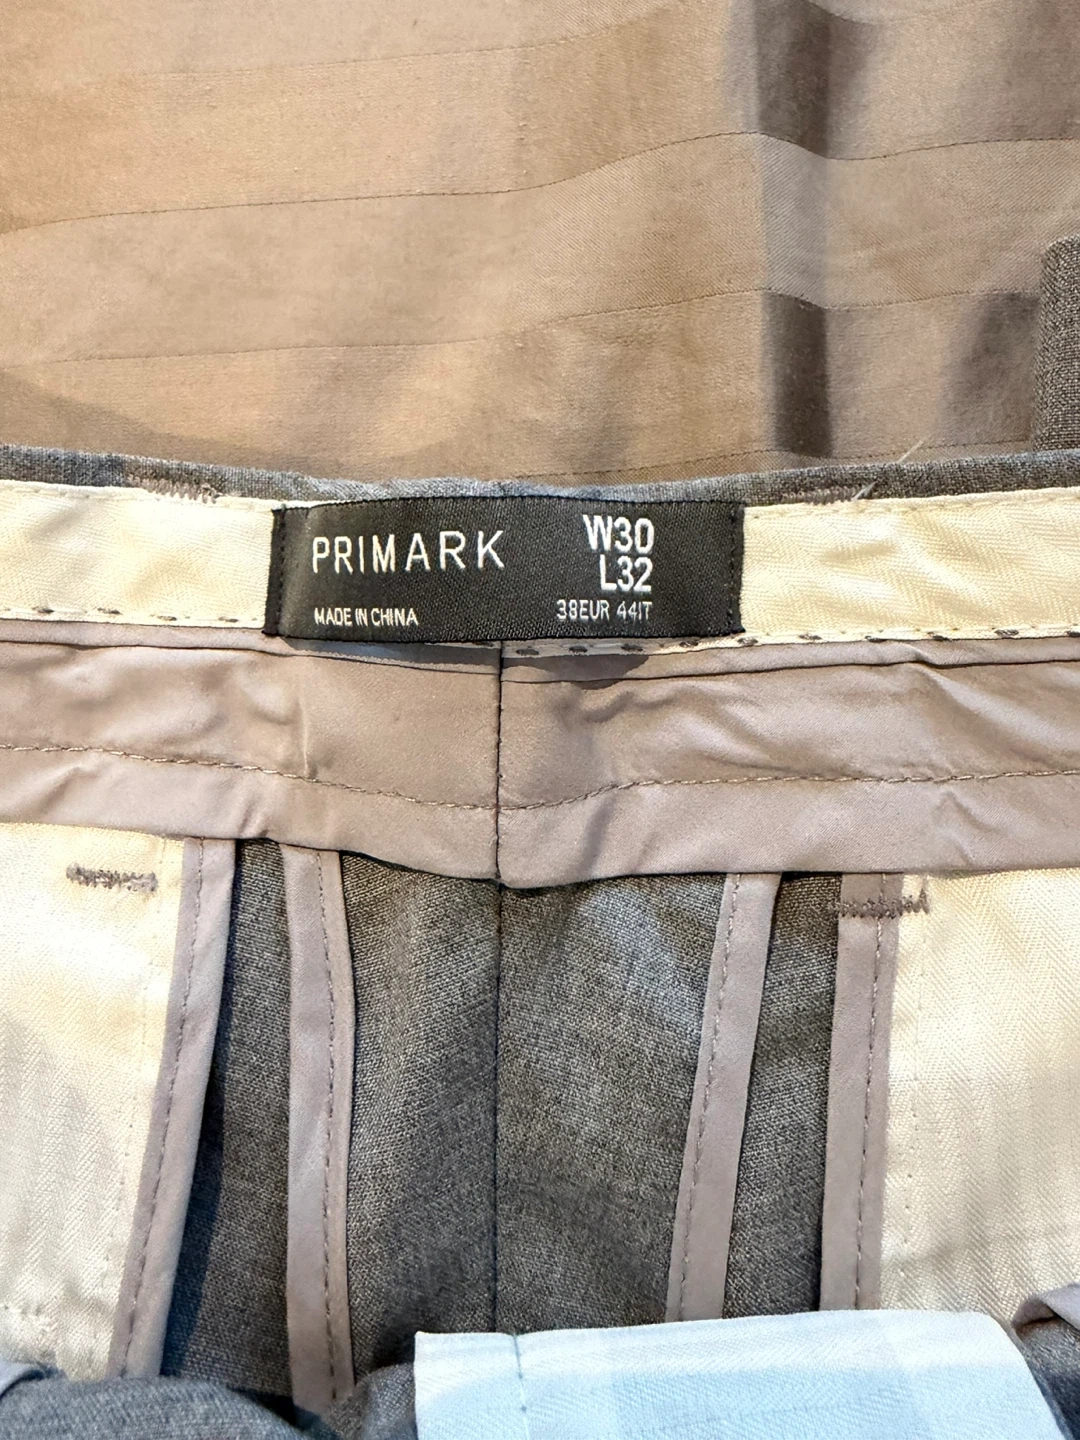 PRIMARK
W30
L32
MADE IN CHINA
38EUR 44IT